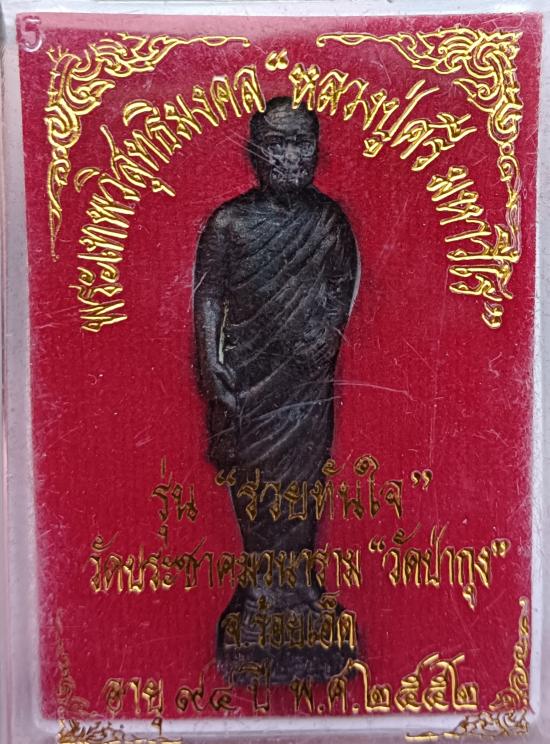 5
พระเทพวิสุทธิมงคล "หลวงปู่ศรี มหาวีโร"
รุ่น "รวยทันใจ"
วัดประชาคมวนาราม "วัดป่ากุง"
จ.ร้อยเอ็ด
อายุ ๙๔ ปี พ.ศ.๒๕๕๒